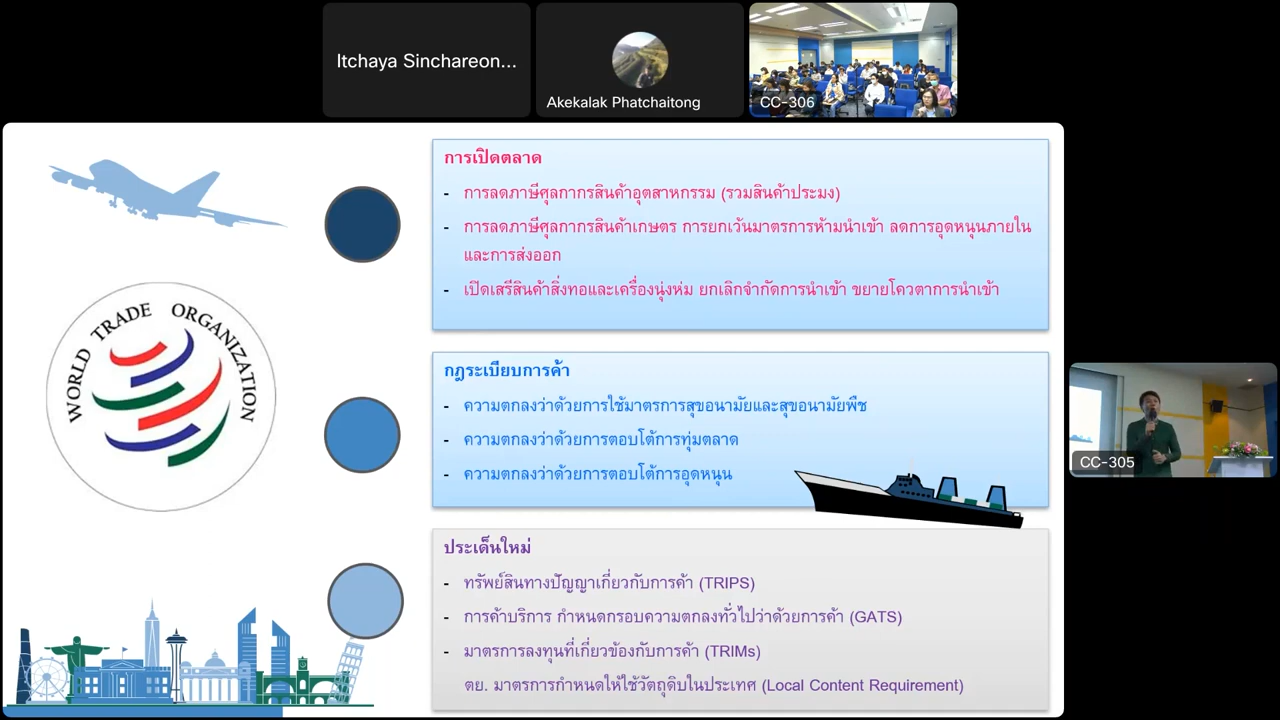 Itchaya Sinchareon...
Akekalak Phatchaitong
CC-306
WORLD TRADE ORGANIZATION
การเปิดตลาด
- การลดภาษีศุลกากรสินค้าอุตสาหกรรม (รวมสินค้าประมง)
- การลดภาษีศุลกากรสินค้าเกษตร การยกเว้นมาตรการห้ามนำเข้า ลดการอุดหนุนภายใน
และการส่งออก
- เปิดเสรีสินค้าสิ่งทอและเครื่องนุ่งห่ม ยกเลิกจำกัดการนำเข้า ขยายโควตาการนำเข้า
กฎระเบียบการค้า
- ความตกลงว่าด้วยการใช้มาตรการสุขอนามัยและสุขอนามัยพืช
- ความตกลงว่าด้วยการตอบโต้การทุ่มตลาด
- ความตกลงว่าด้วยการตอบโต้การอุดหนุน
ประเด็นใหม่
- ทรัพย์สินทางปัญญาเกี่ยวกับการค้า (TRIPS)
- การค้าบริการ กำหนดกรอบความตกลงทั่วไปว่าด้วยการค้า (GATS)
- มาตรการลงทุนที่เกี่ยวข้องกับการค้า (TRIMs)
ตย. มาตรการกำหนดให้ใช้วัตถุดิบในประเทศ (Local Content Requirement)
CC-305